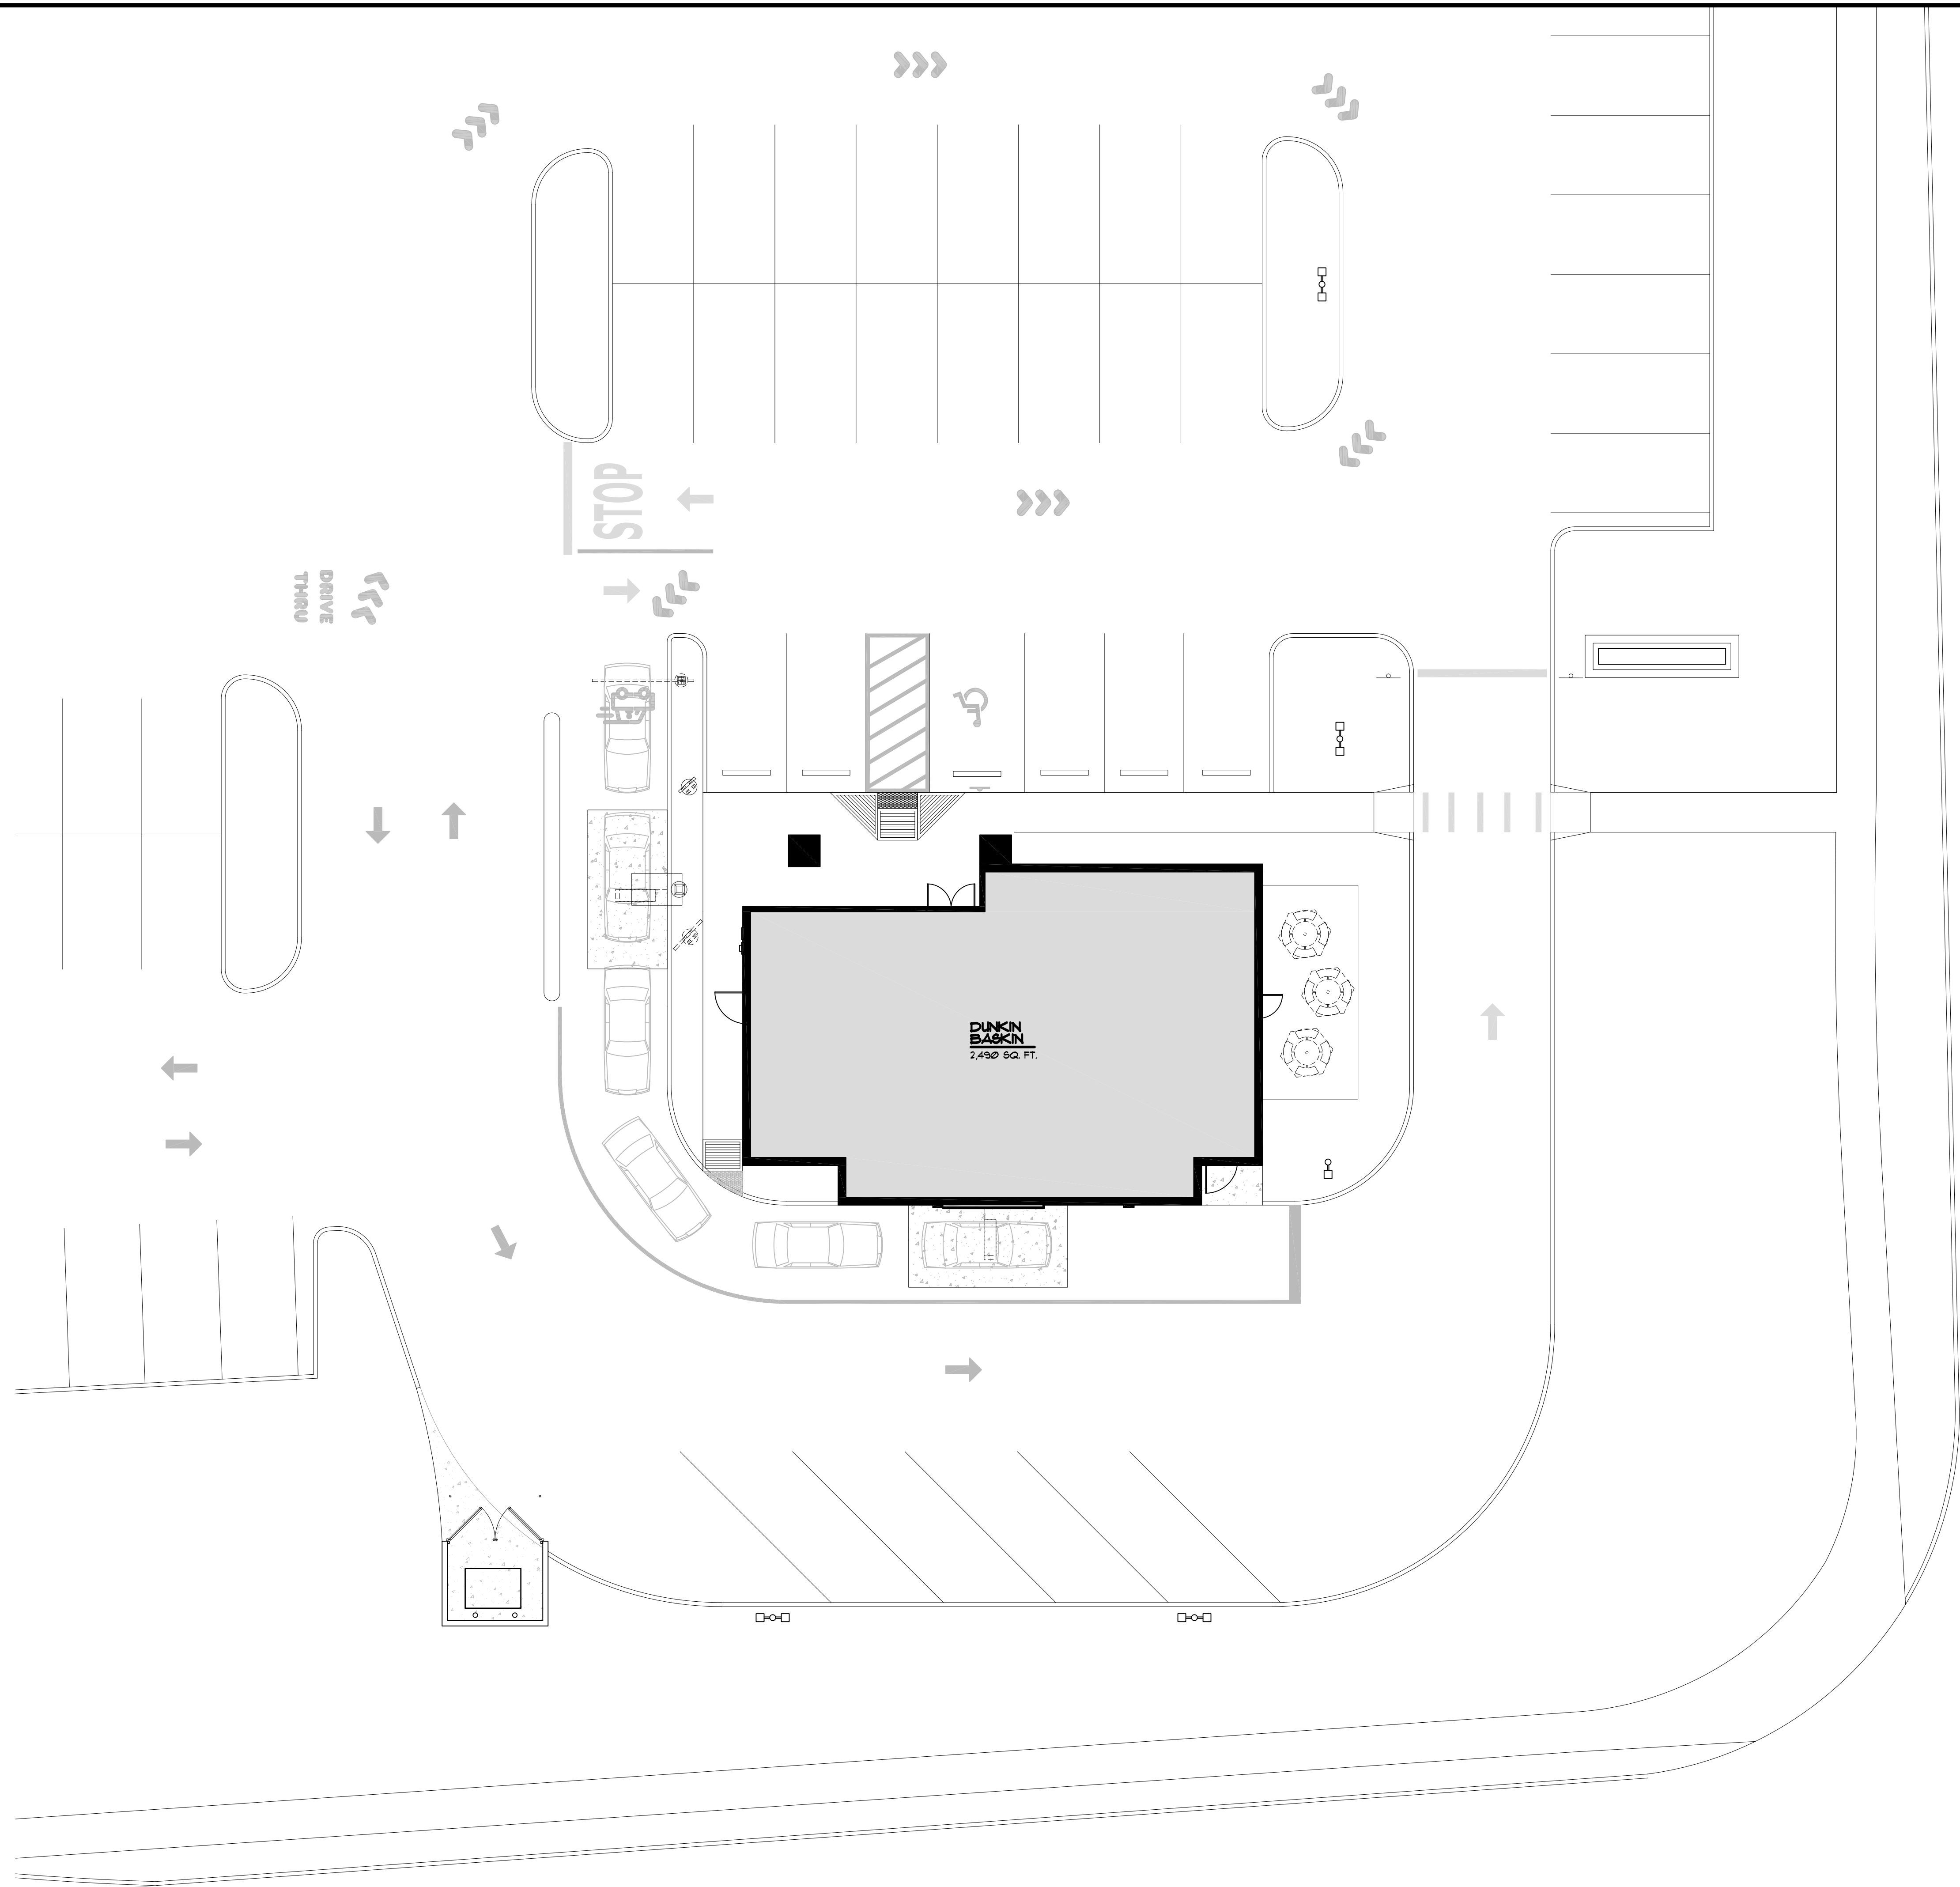 STOP
DRIVE
THRU
DUNKIN
BASKIN
2,490 SQ. FT.